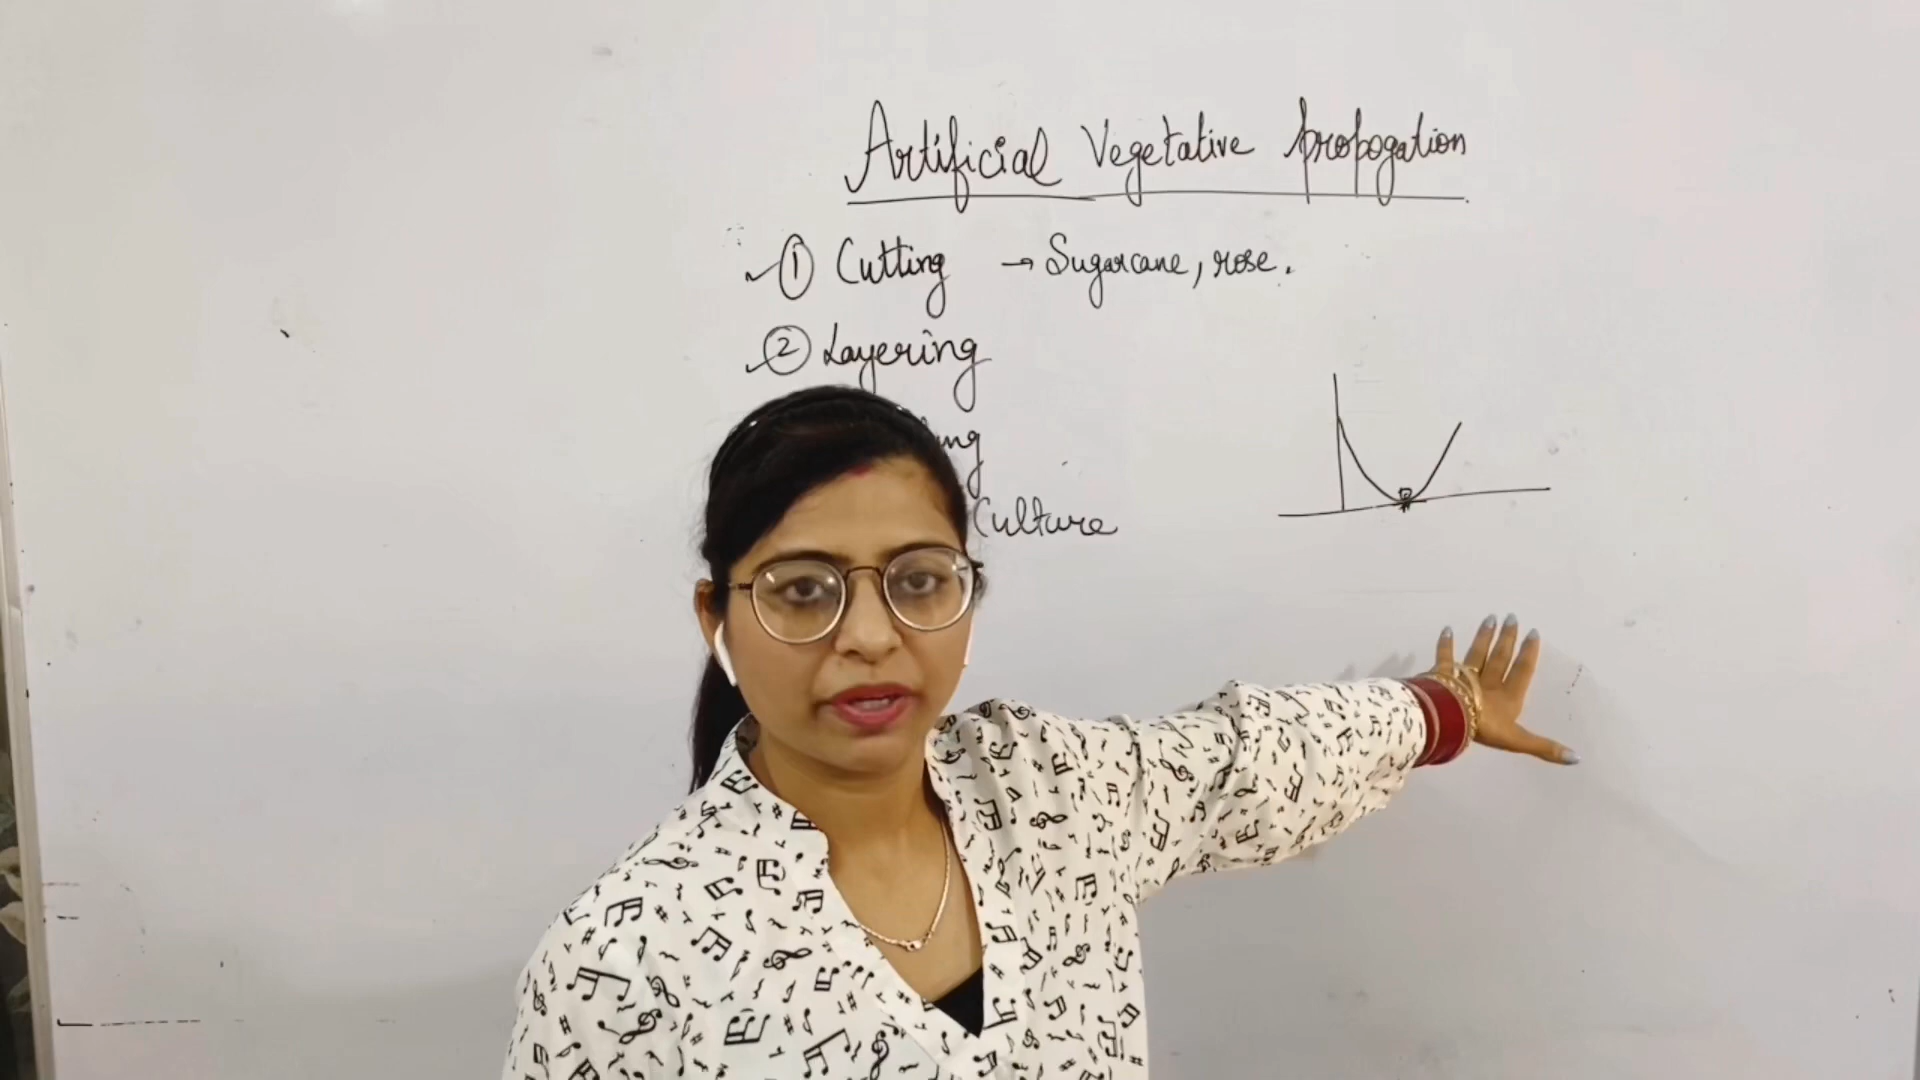 Artificial Vegetative propogation
① Cutting → Sugarcane, rose.
② Layering
Culture